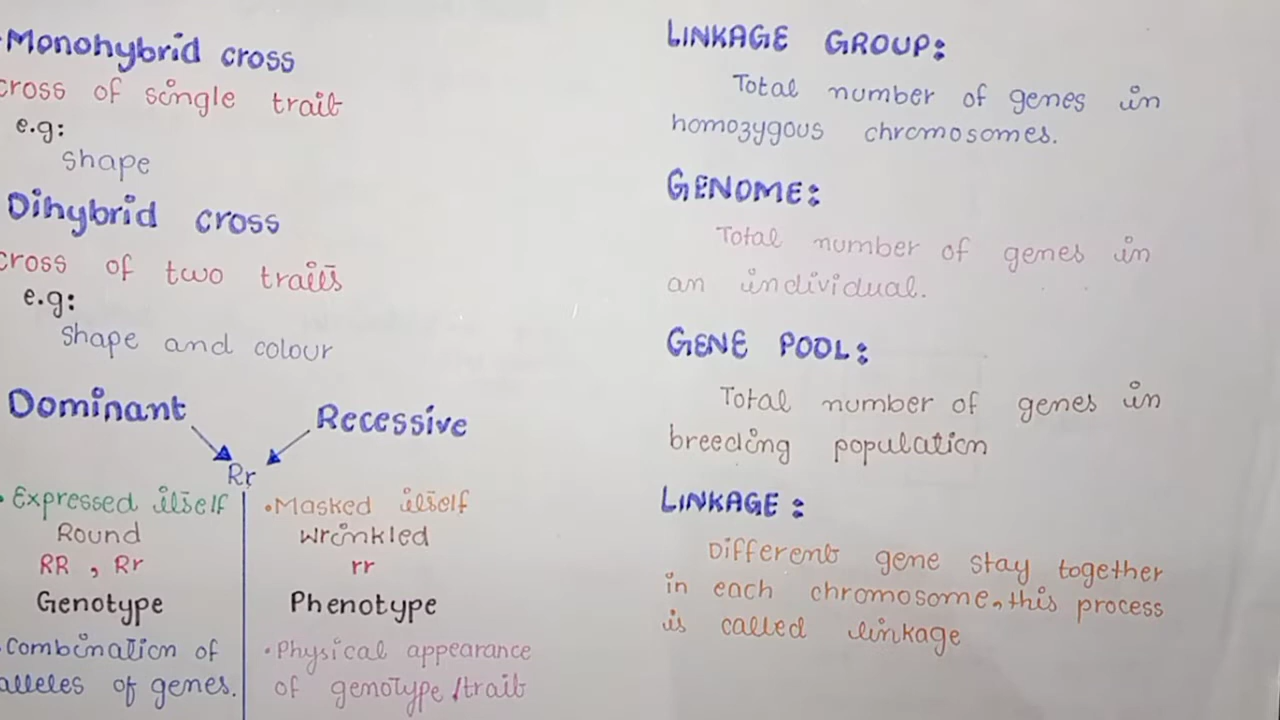 Monohybrid cross
cross of single trait
e.g:
shape
Dihybrid cross
cross of two traits
e.g:
shape and colour
Dominant Recessive
Rr
• Expressed itself
Round
RR , Rr
Genotype
• Combination of
alleles of genes.
• Masked itself
wrinkled
rr
Phenotype
• Physical appearance
of genotype/trait
LINKAGE GROUP:
Total number of genes in
homozygous chromosomes.
GENOME:
Total number of genes in
an individual.
GENE POOL:
Total number of genes in
breeding population
LINKAGE:
Different gene stay together
in each chromosome, this process
is called linkage